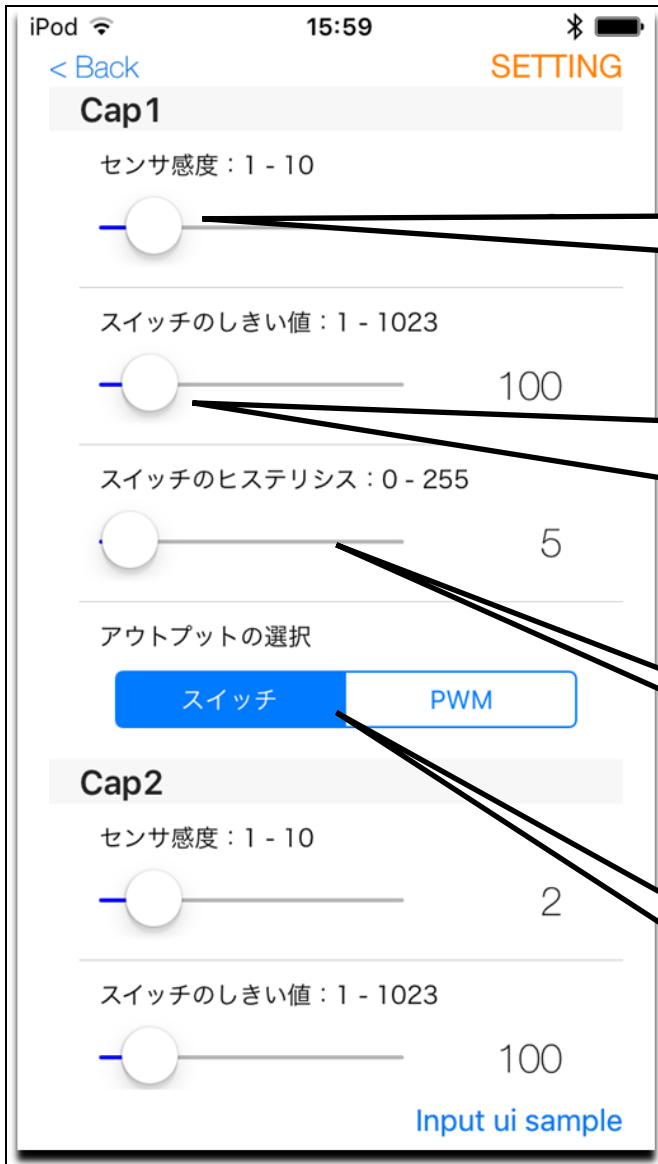 iPod 15:59
< Back SETTING
Cap1
センサ感度：1 - 10
スイッチのしきい値：1 - 1023
100
スイッチのヒステリシス：0 - 255
5
アウトプットの選択
スイッチ PWM
Cap2
センサ感度：1 - 10
2
スイッチのしきい値：1 - 1023
100
Input ui sample